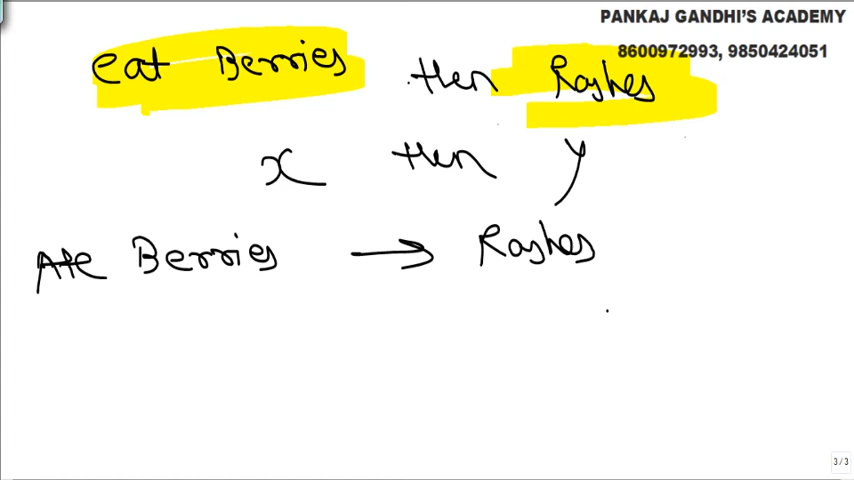 PANKAJ GANDHI'S ACADEMY
8600972993, 9850424051
eat Berries then Rashes
x then y
Ate Berries → Rashes
3/3